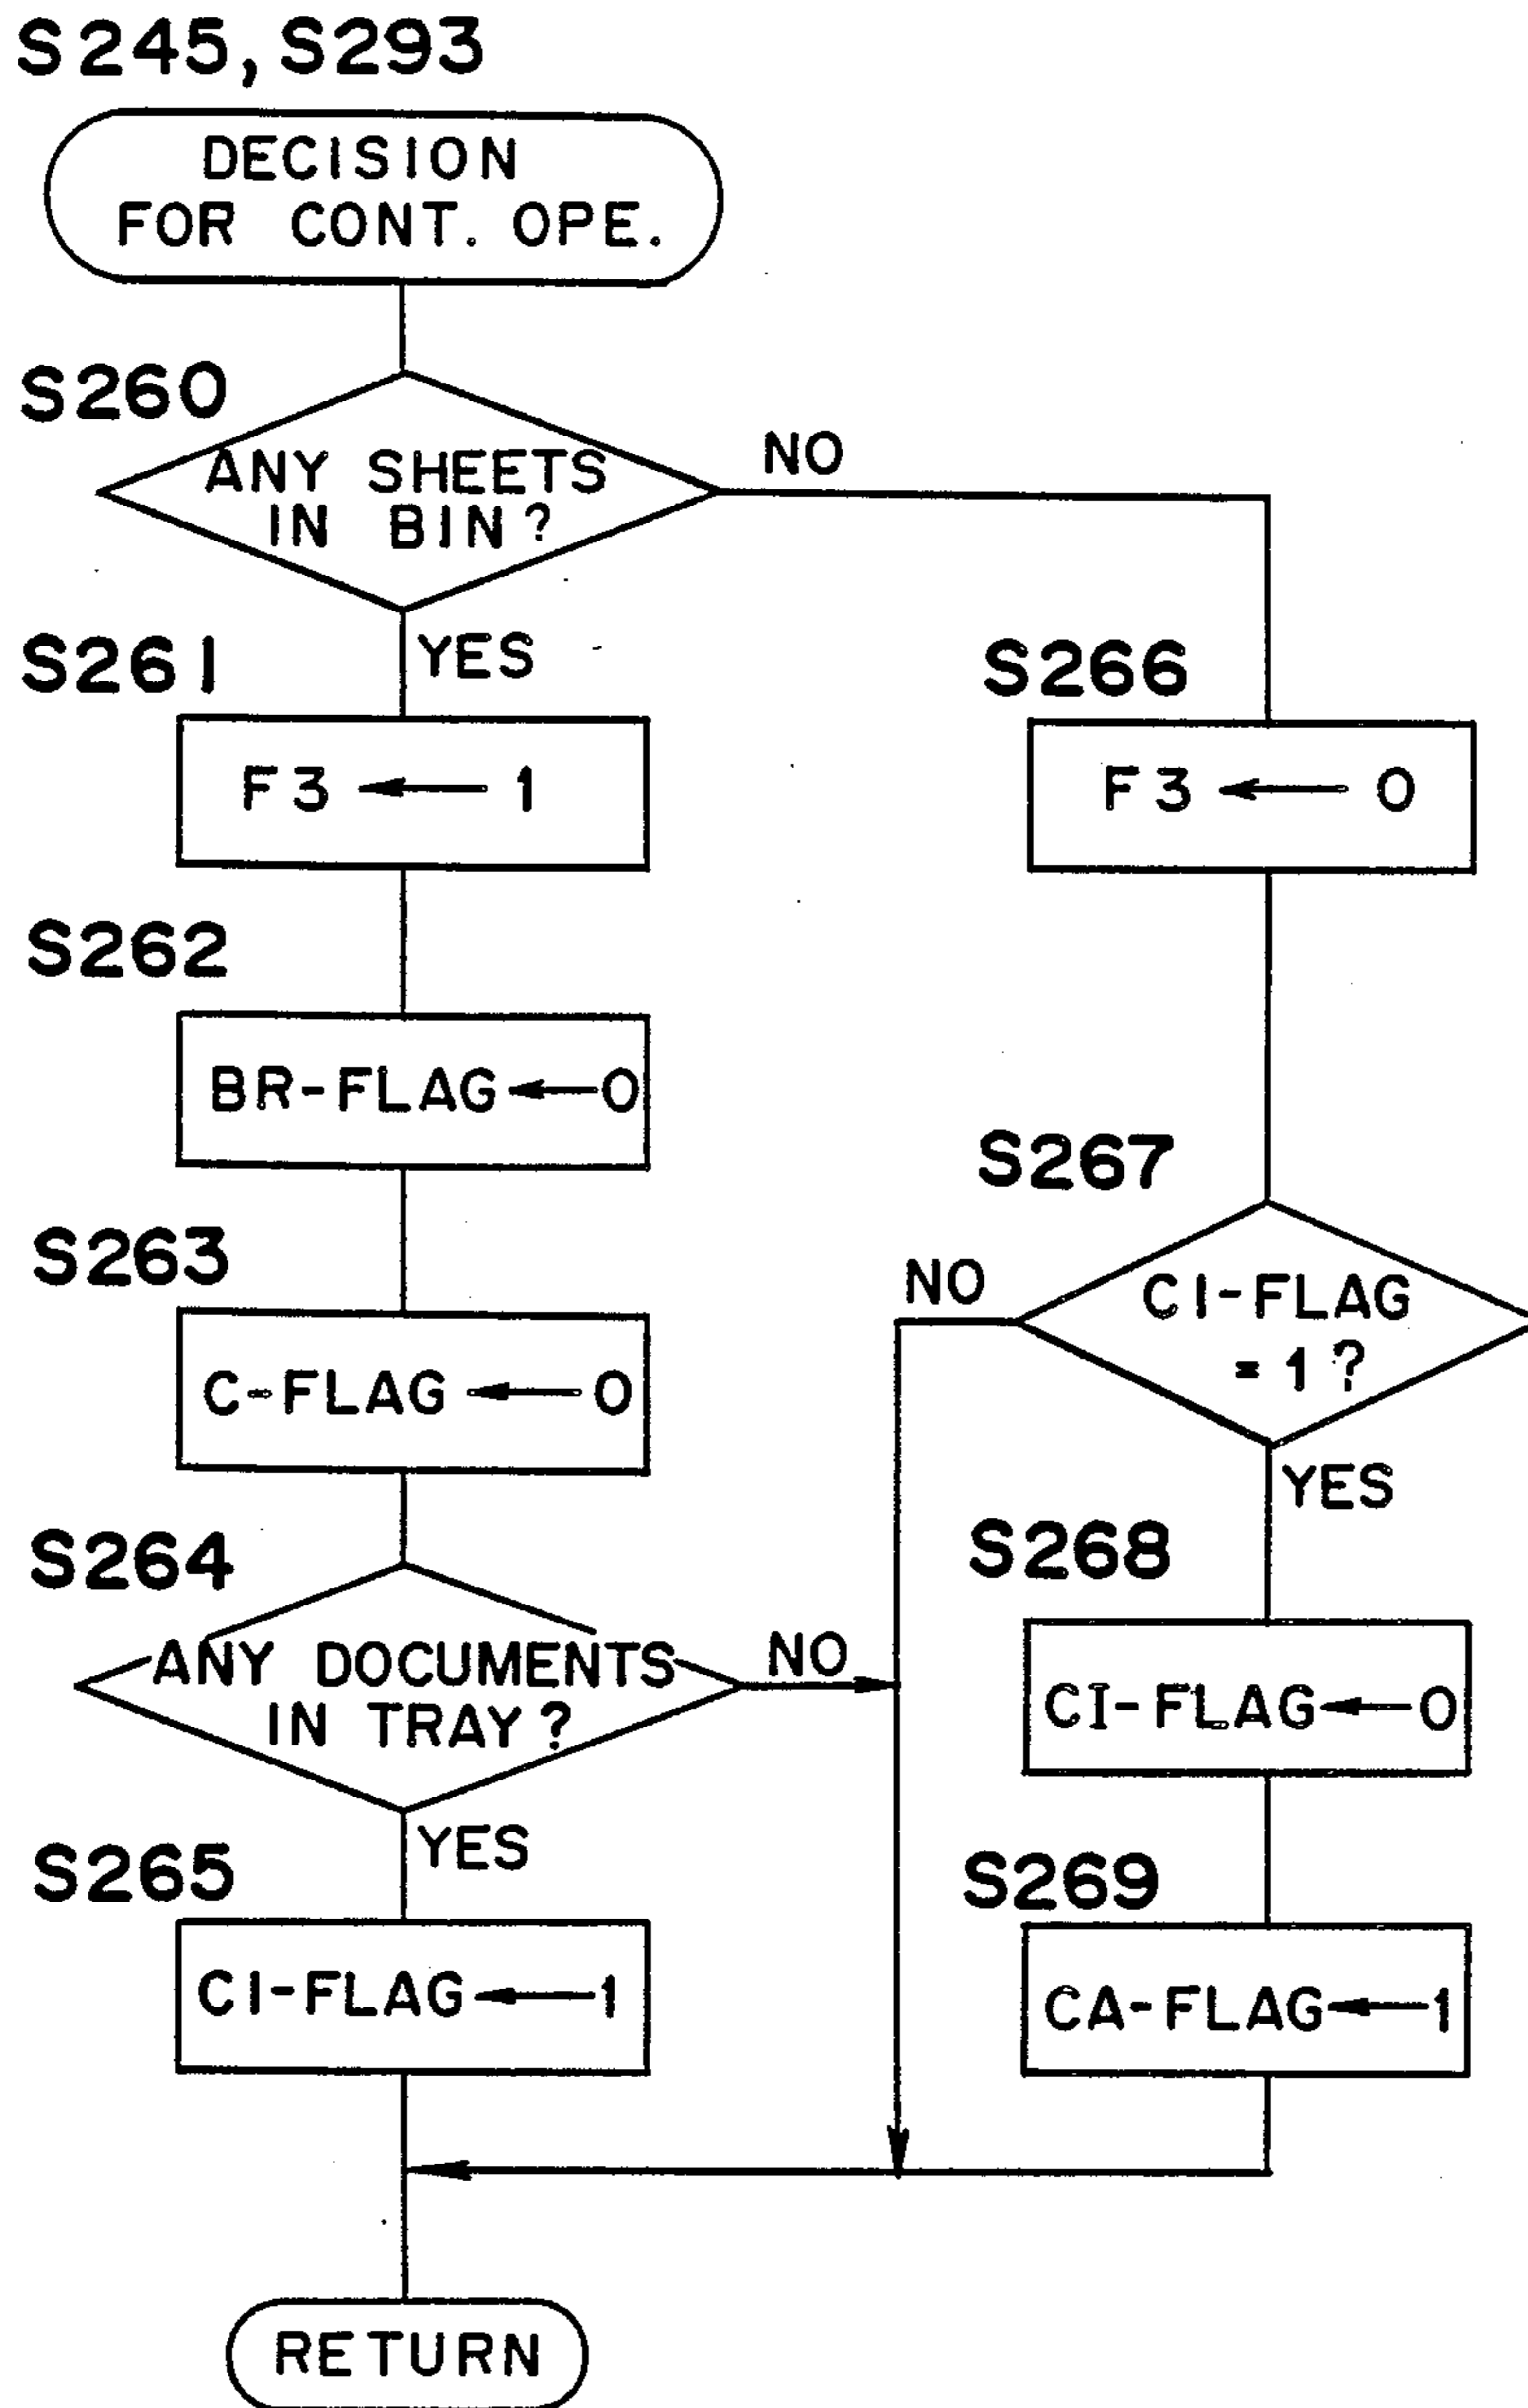 S245, S293
DECISION
FOR CONT. OPE.
S260
ANY SHEETS
IN BIN?
NO
YES
S261
F3 ← 1
S262
BR-FLAG ← 0
S263
C-FLAG ← 0
S264
ANY DOCUMENTS
IN TRAY?
NO
YES
S265
CI-FLAG ← 1
S266
F3 ← 0
S267
CI-FLAG
= 1 ?
NO
YES
S268
CI-FLAG ← 0
S269
CA-FLAG ← 1
RETURN